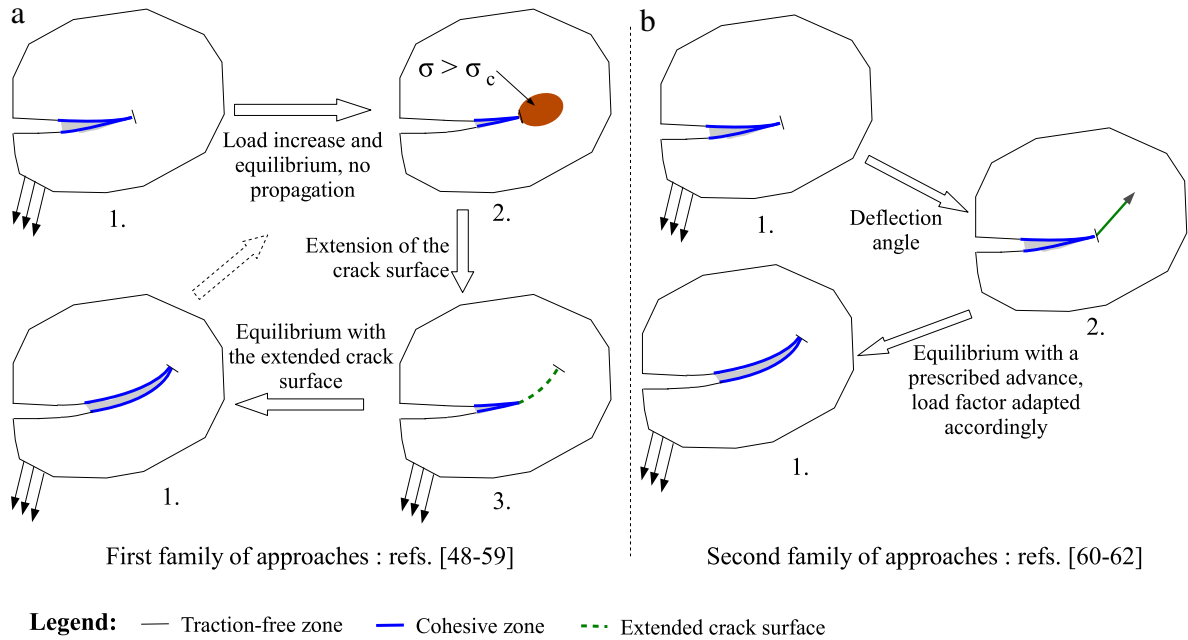 a
1.
σ > σ c
2.
Load increase and
equilibrium, no
propagation
Extension of the
crack surface
3.
Equilibrium with
the extended crack
surface
1.
First family of approaches : refs. [48-59]
b
1.
Deflection
angle
2.
Equilibrium with a
prescribed advance,
load factor adapted
accordingly
1.
Second family of approaches : refs. [60-62]
Legend: Traction-free zone Cohesive zone Extended crack surface